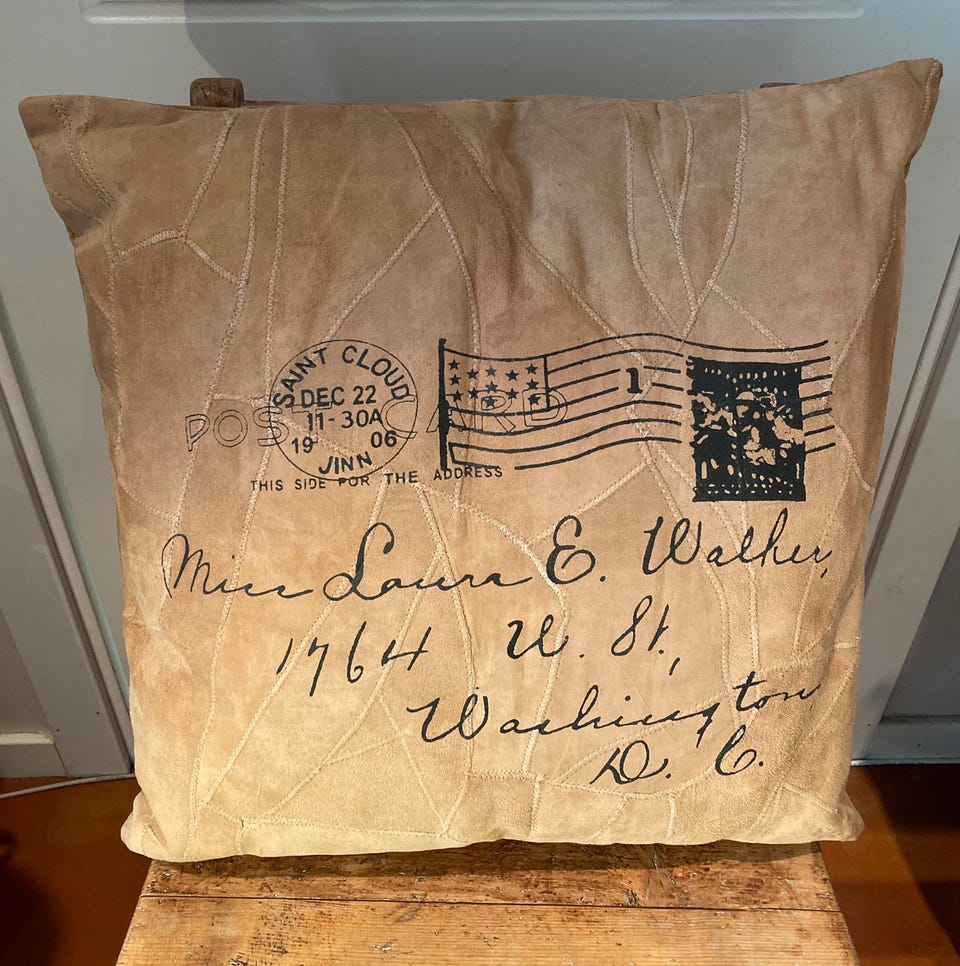 SAINT CLOUD
DEC 22
11-30A
19 06
JINN
1
POST CARD
THIS SIDE FOR THE ADDRESS
Miss Laura E. Walker,
1764 U. St.,
Washington
D. C.